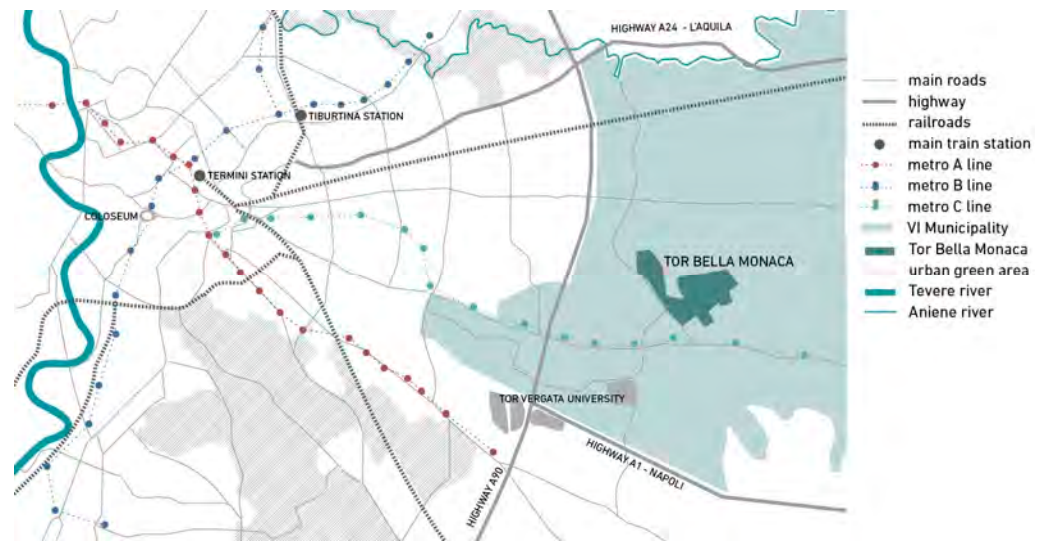 HIGHWAY A24 - L'AQUILA
TIBURTINA STATION
TERMINI STATION
COLOSEUM
TOR BELLA MONACA
TOR VERGATA UNIVERSITY
HIGHWAY A1 - NAPOLI
HIGHWAY A90
main roads
highway
railroads
main train station
metro A line
metro B line
metro C line
VI Municipality
Tor Bella Monaca
urban green area
Tevere river
Aniene river